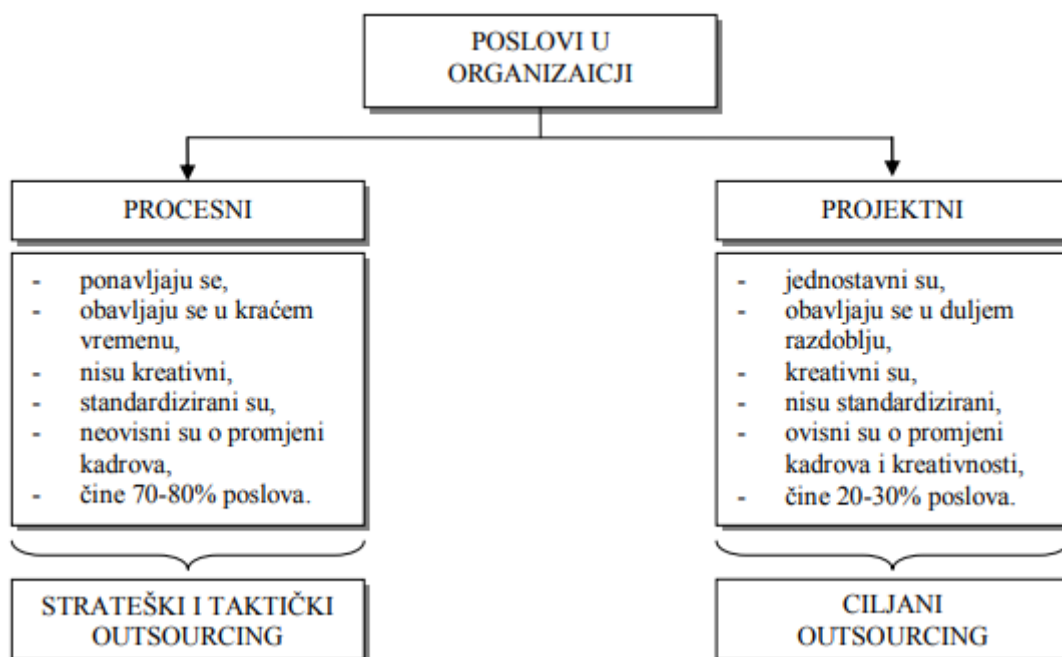 POSLOVI U
ORGANIZAICJI
PROCESNI
- ponavljaju se,
- obavljaju se u kraćem
vremenu,
- nisu kreativni,
- standardizirani su,
- neovisni su o promjeni
kadrova,
- čine 70-80% poslova.
STRATEŠKI I TAKTIČKI
OUTSOURCING
PROJEKTNI
- jednostavni su,
- obavljaju se u duljem
razdoblju,
- kreativni su,
- nisu standardizirani,
- ovisni su o promjeni
kadrova i kreativnosti,
- čine 20-30% poslova.
CILJANI
OUTSOURCING